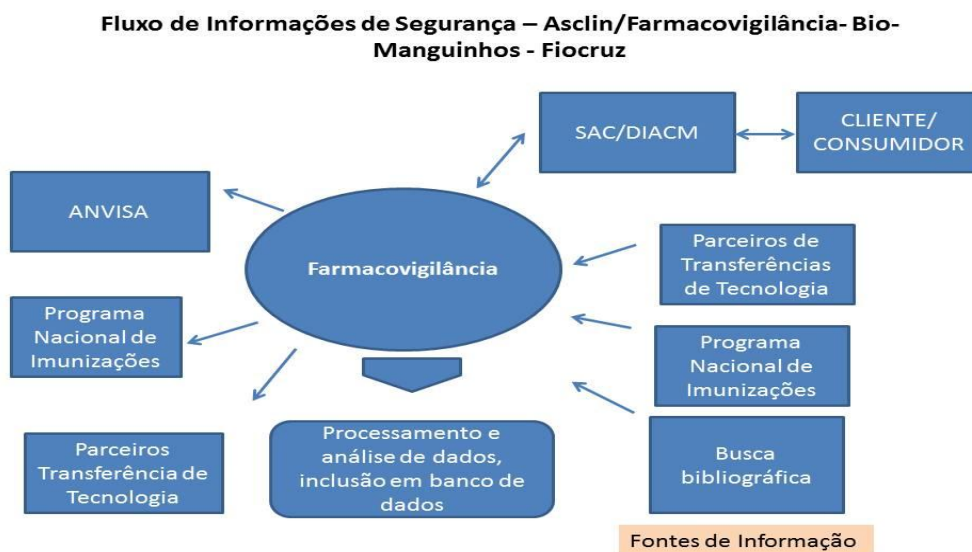 Fluxo de Informações de Segurança – Asclin/Farmacovigilância- Bio-
Manguinhos - Fiocruz
SAC/DIACM
CLIENTE/
CONSUMIDOR
ANVISA
Farmacovigilância
Parceiros de
Transferências
de Tecnologia
Programa
Nacional de
Imunizações
Programa
Nacional de
Imunizações
Parceiros
Transferência de
Tecnologia
Processamento e
análise de dados,
inclusão em banco de
dados
Busca
bibliográfica
Fontes de Informação